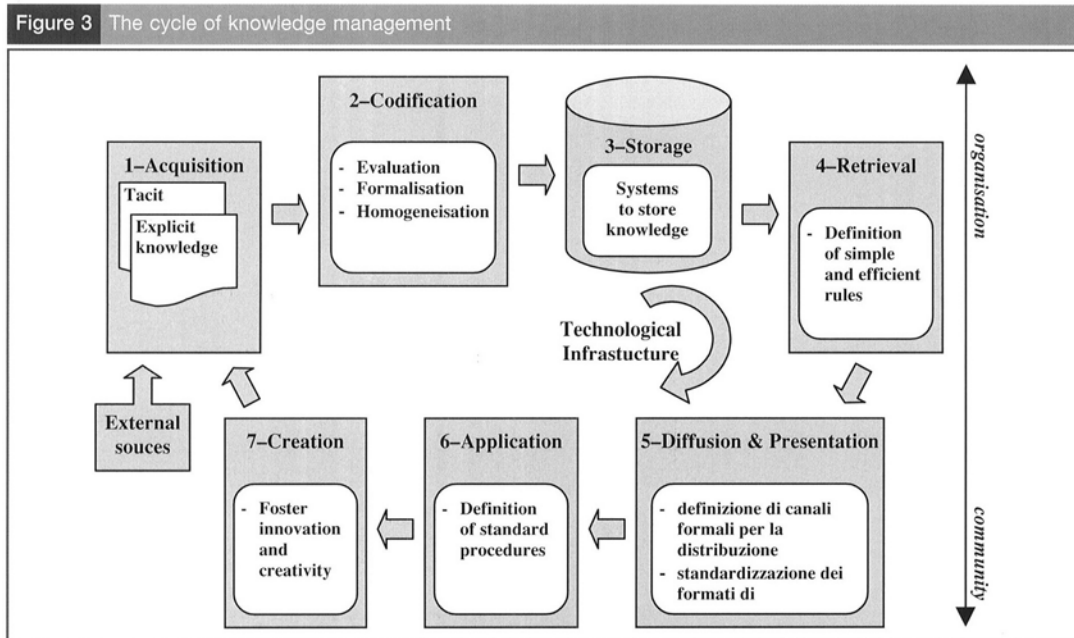 Figure 3 The cycle of knowledge management
1–Acquisition
Tacit
Explicit
knowledge
2–Codification
- Evaluation
- Formalisation
- Homogeneisation
3–Storage
Systems
to store
knowledge
4–Retrieval
- Definition
of simple
and efficient
rules
organisation
Technological
Infrastucture
External
souces
7–Creation
- Foster
innovation
and
creativity
6–Application
- Definition
of standard
procedures
5–Diffusion & Presentation
- definizione di canali
formali per la
distribuzione
- standardizzazione dei
formati di
community